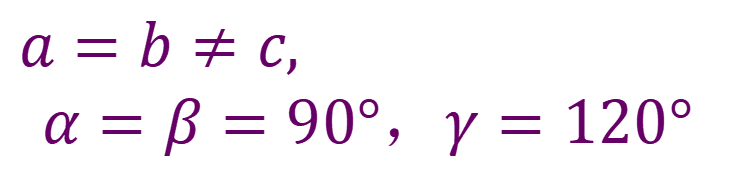 a = b ≠ c,
α = β = 90°, γ = 120°